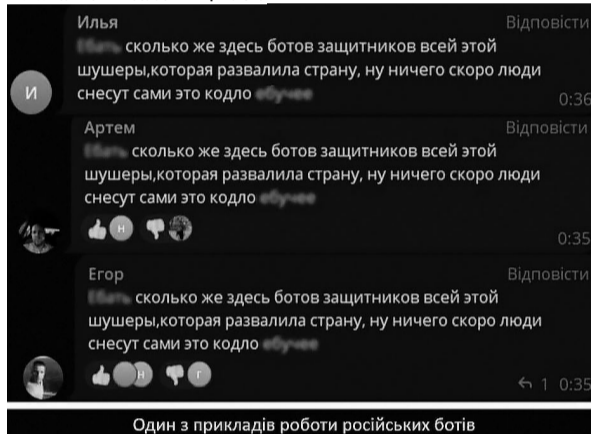 Илья Відповісти
сколько же здесь ботов защитников всей этой
шушеры,которая развалила страну, ну ничего скоро люди
снесут сами это кодло
И
0:36
Артем Відповісти
сколько же здесь ботов защитников всей этой
шушеры,которая развалила страну, ну ничего скоро люди
снесут сами это кодло
Н
0:35
Егор Відповісти
сколько же здесь ботов защитников всей этой
шушеры,которая развалила страну, ну ничего скоро люди
снесут сами это кодло
Н Г
1 0:35
Один з прикладів роботи російських ботів